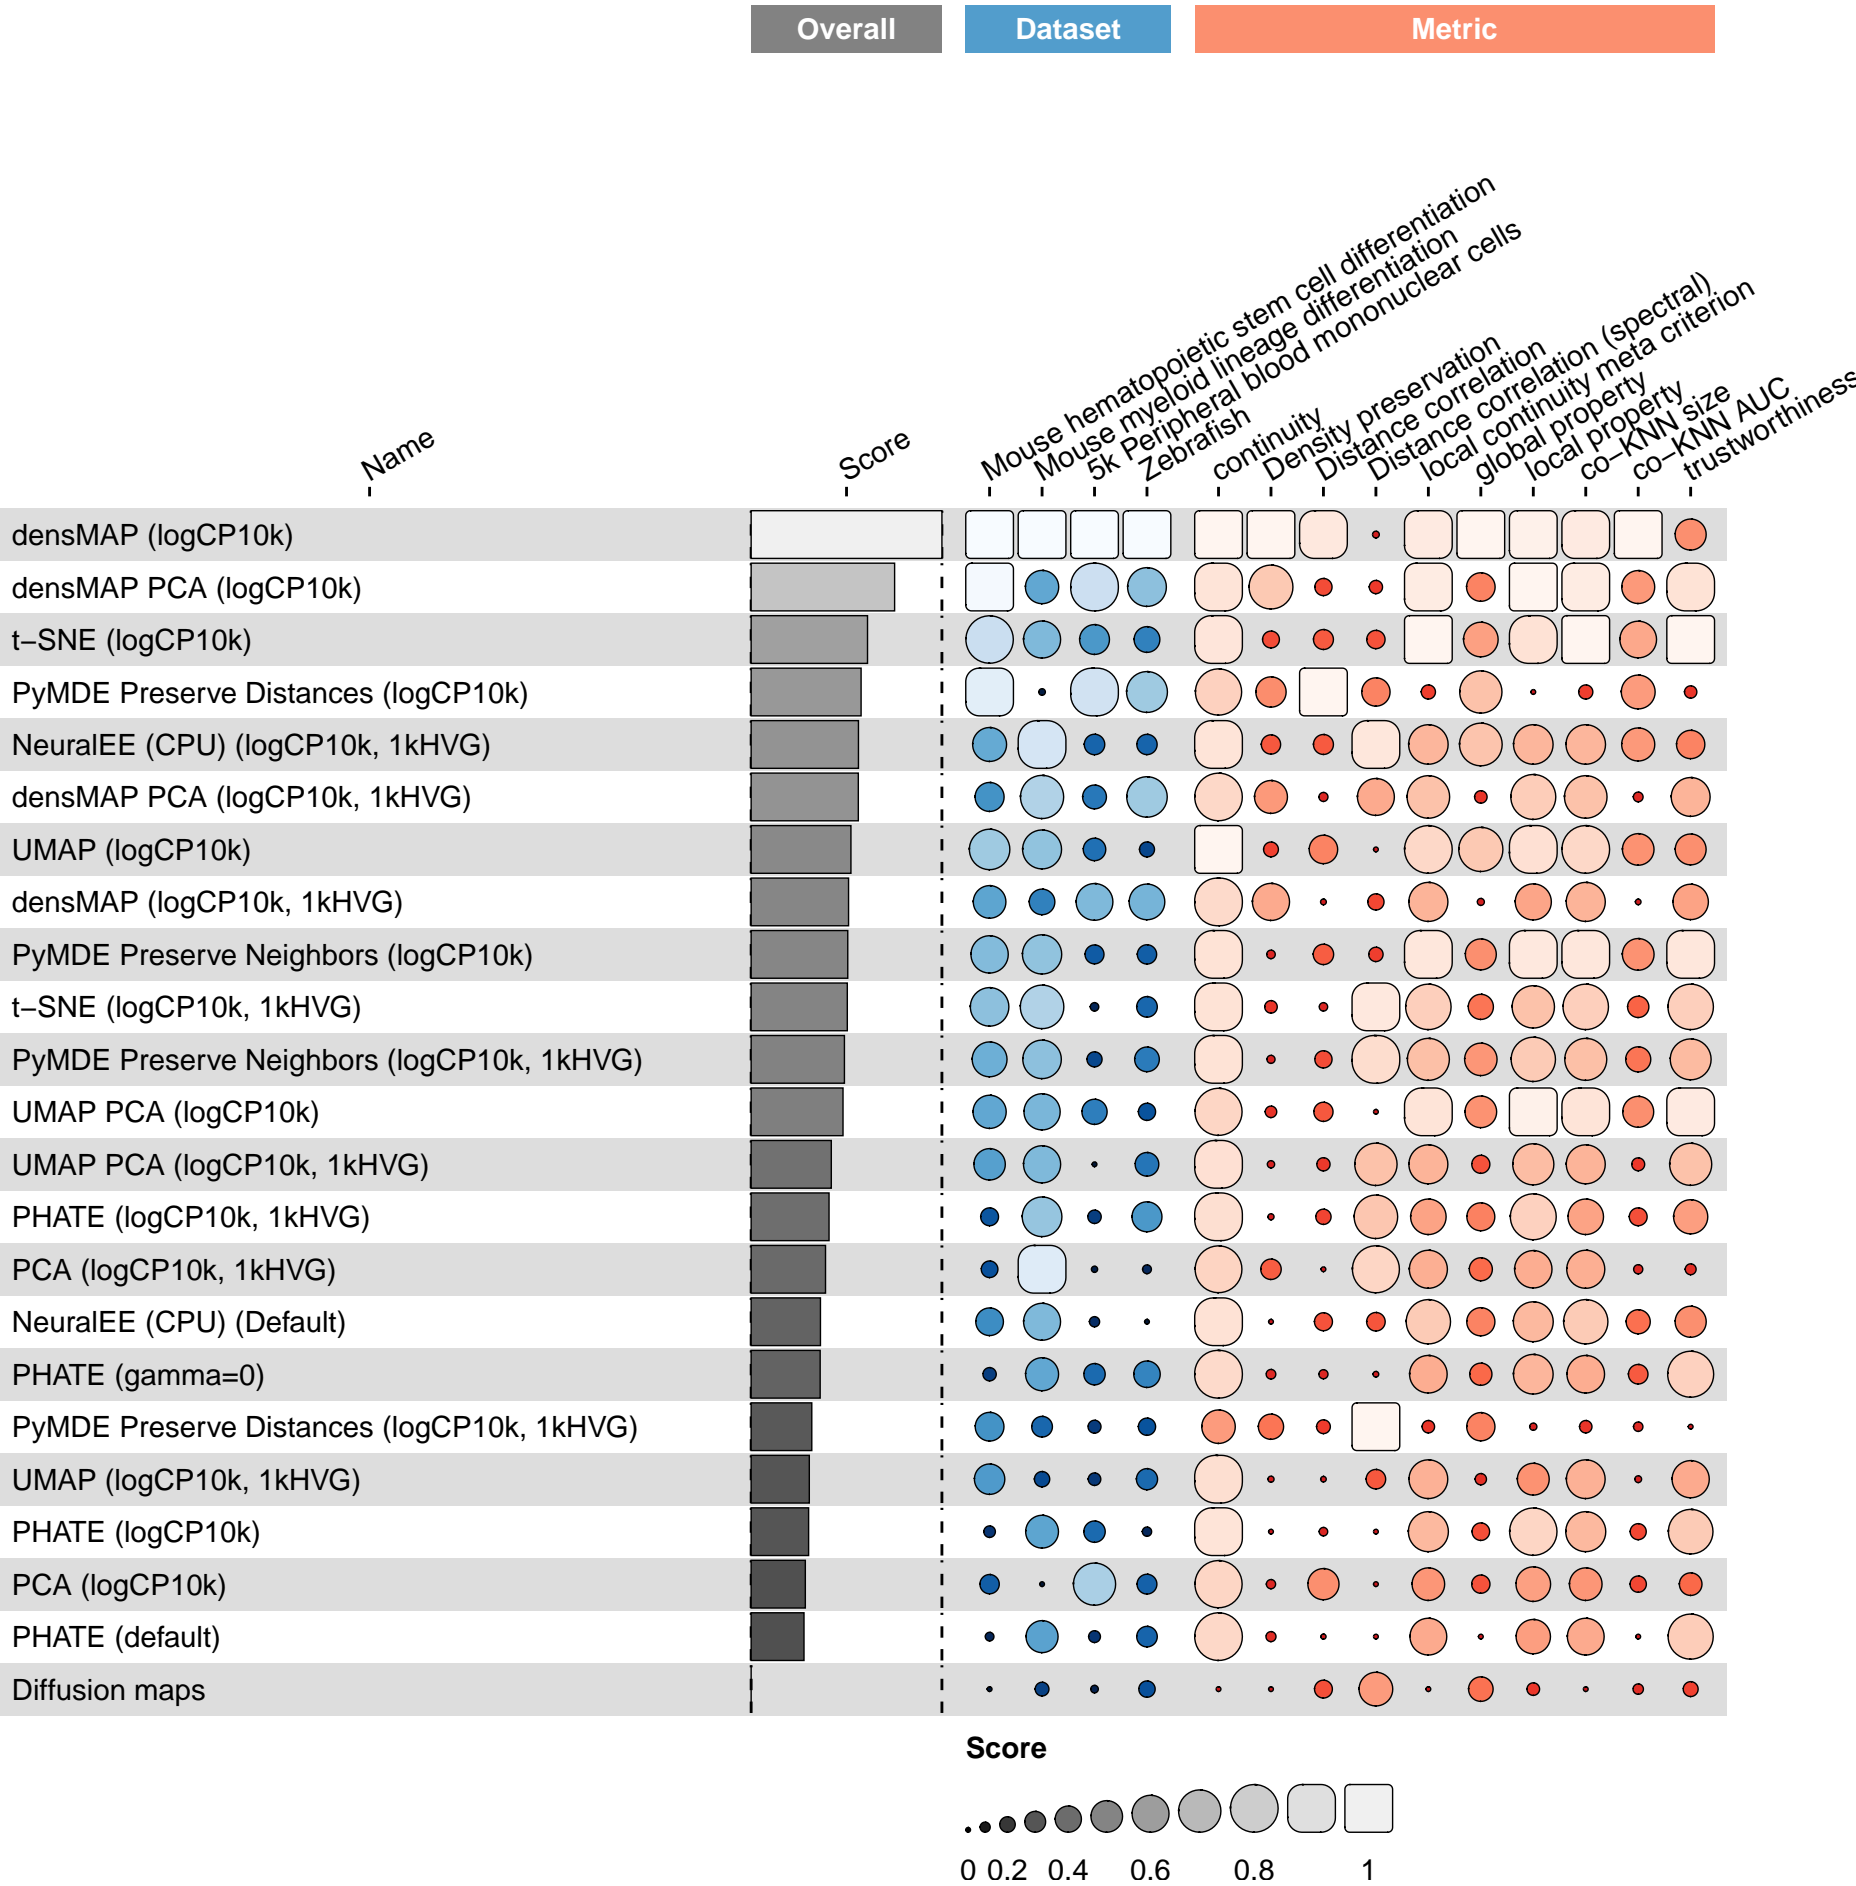 Overall Dataset Metric
Name
Score
Mouse hematopoietic stem cell differentiation
Mouse myeloid lineage differentiation
5k Peripheral blood mononuclear cells
Zebrafish
continuity
Density preservation
Distance correlation
Distance correlation (spectral)
local continuity meta criterion
global property
local property
co−KNN size
co−KNN AUC
trustworthiness
densMAP (logCP10k)
densMAP PCA (logCP10k)
t−SNE (logCP10k)
PyMDE Preserve Distances (logCP10k)
NeuralEE (CPU) (logCP10k, 1kHVG)
densMAP PCA (logCP10k, 1kHVG)
UMAP (logCP10k)
densMAP (logCP10k, 1kHVG)
PyMDE Preserve Neighbors (logCP10k)
t−SNE (logCP10k, 1kHVG)
PyMDE Preserve Neighbors (logCP10k, 1kHVG)
UMAP PCA (logCP10k)
UMAP PCA (logCP10k, 1kHVG)
PHATE (logCP10k, 1kHVG)
PCA (logCP10k, 1kHVG)
NeuralEE (CPU) (Default)
PHATE (gamma=0)
PyMDE Preserve Distances (logCP10k, 1kHVG)
UMAP (logCP10k, 1kHVG)
PHATE (logCP10k)
PCA (logCP10k)
PHATE (default)
Diffusion maps
Score
0 0.2 0.4 0.6 0.8 1